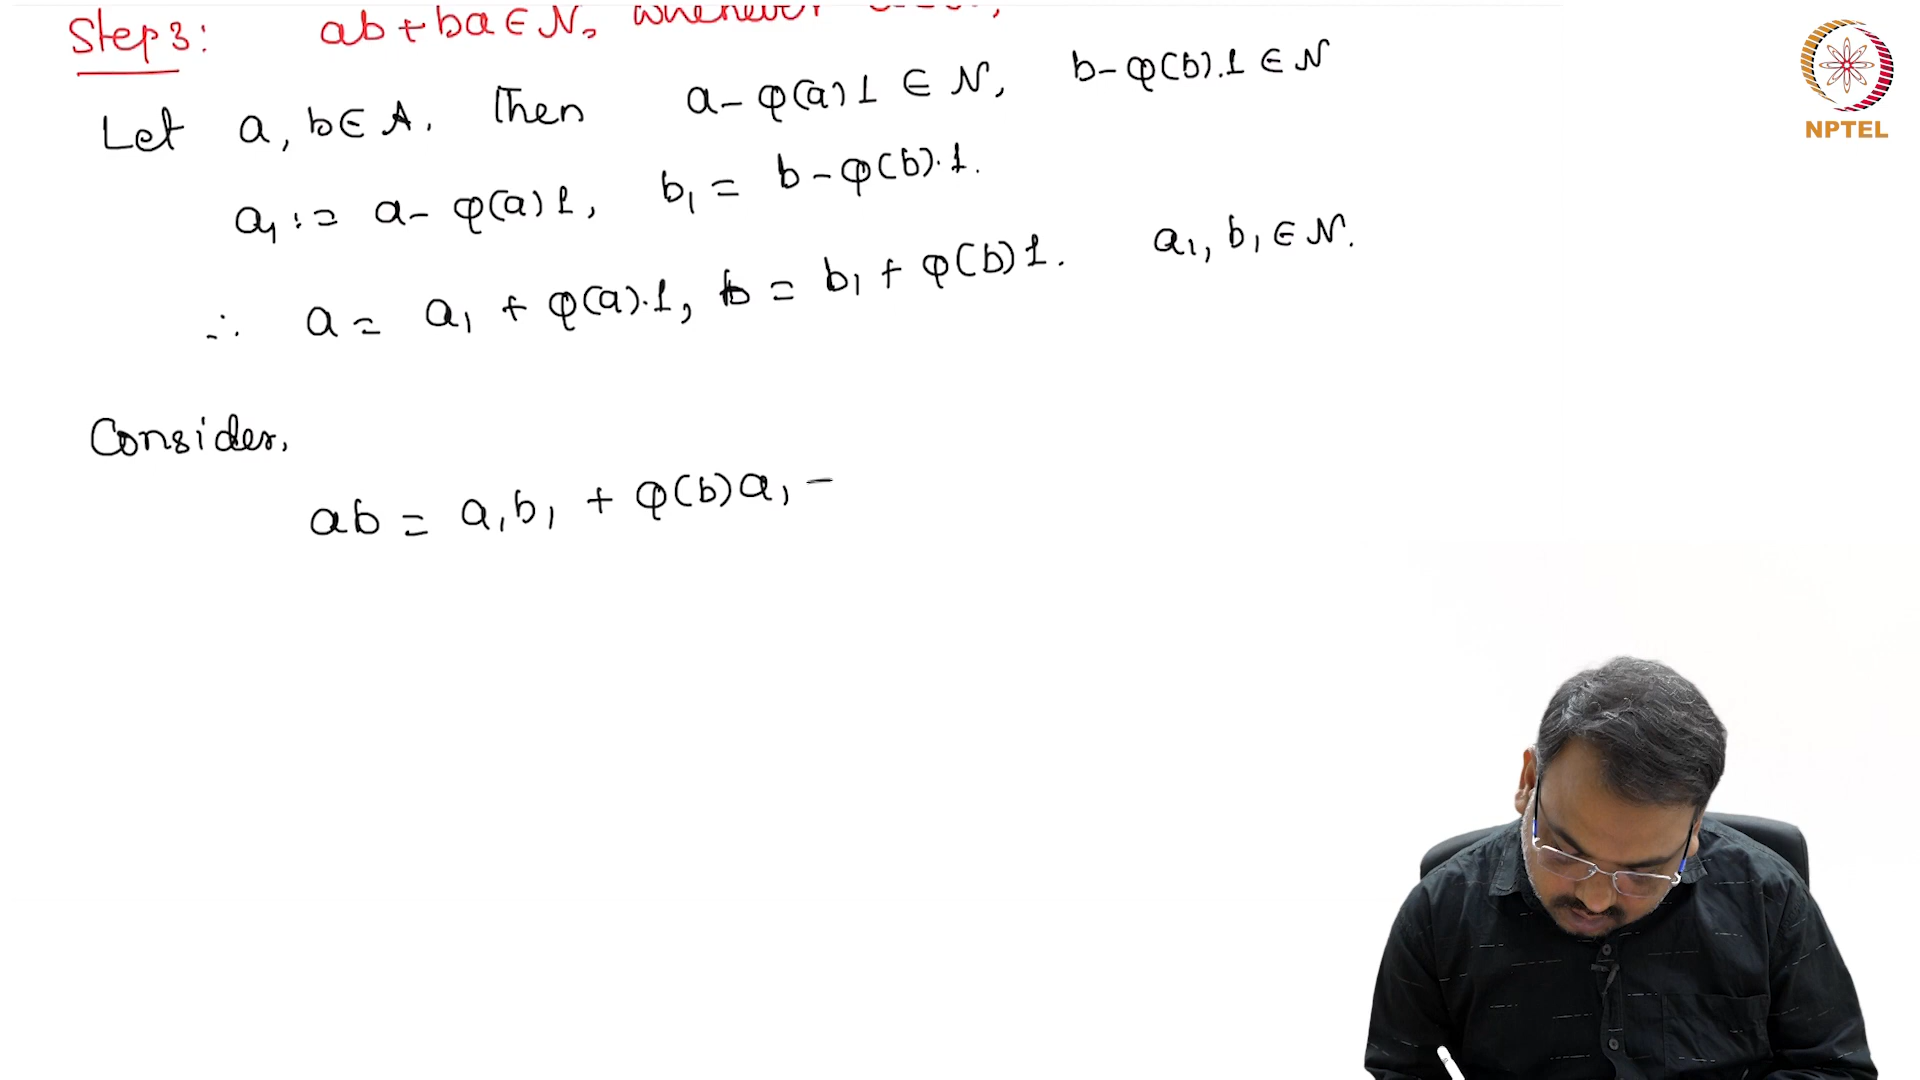 Step 3: ab + ba ∈ N, whenever
Let a, b ∈ A. Then a - φ(a)1 ∈ N, b - φ(b).1 ∈ N
a₁ := a - φ(a)1, b₁ = b - φ(b).1.
∴ a = a₁ + φ(a).1, b = b₁ + φ(b)1. a₁, b₁ ∈ N.
Consider,
ab = a₁b₁ + φ(b)a₁ -
NPTEL